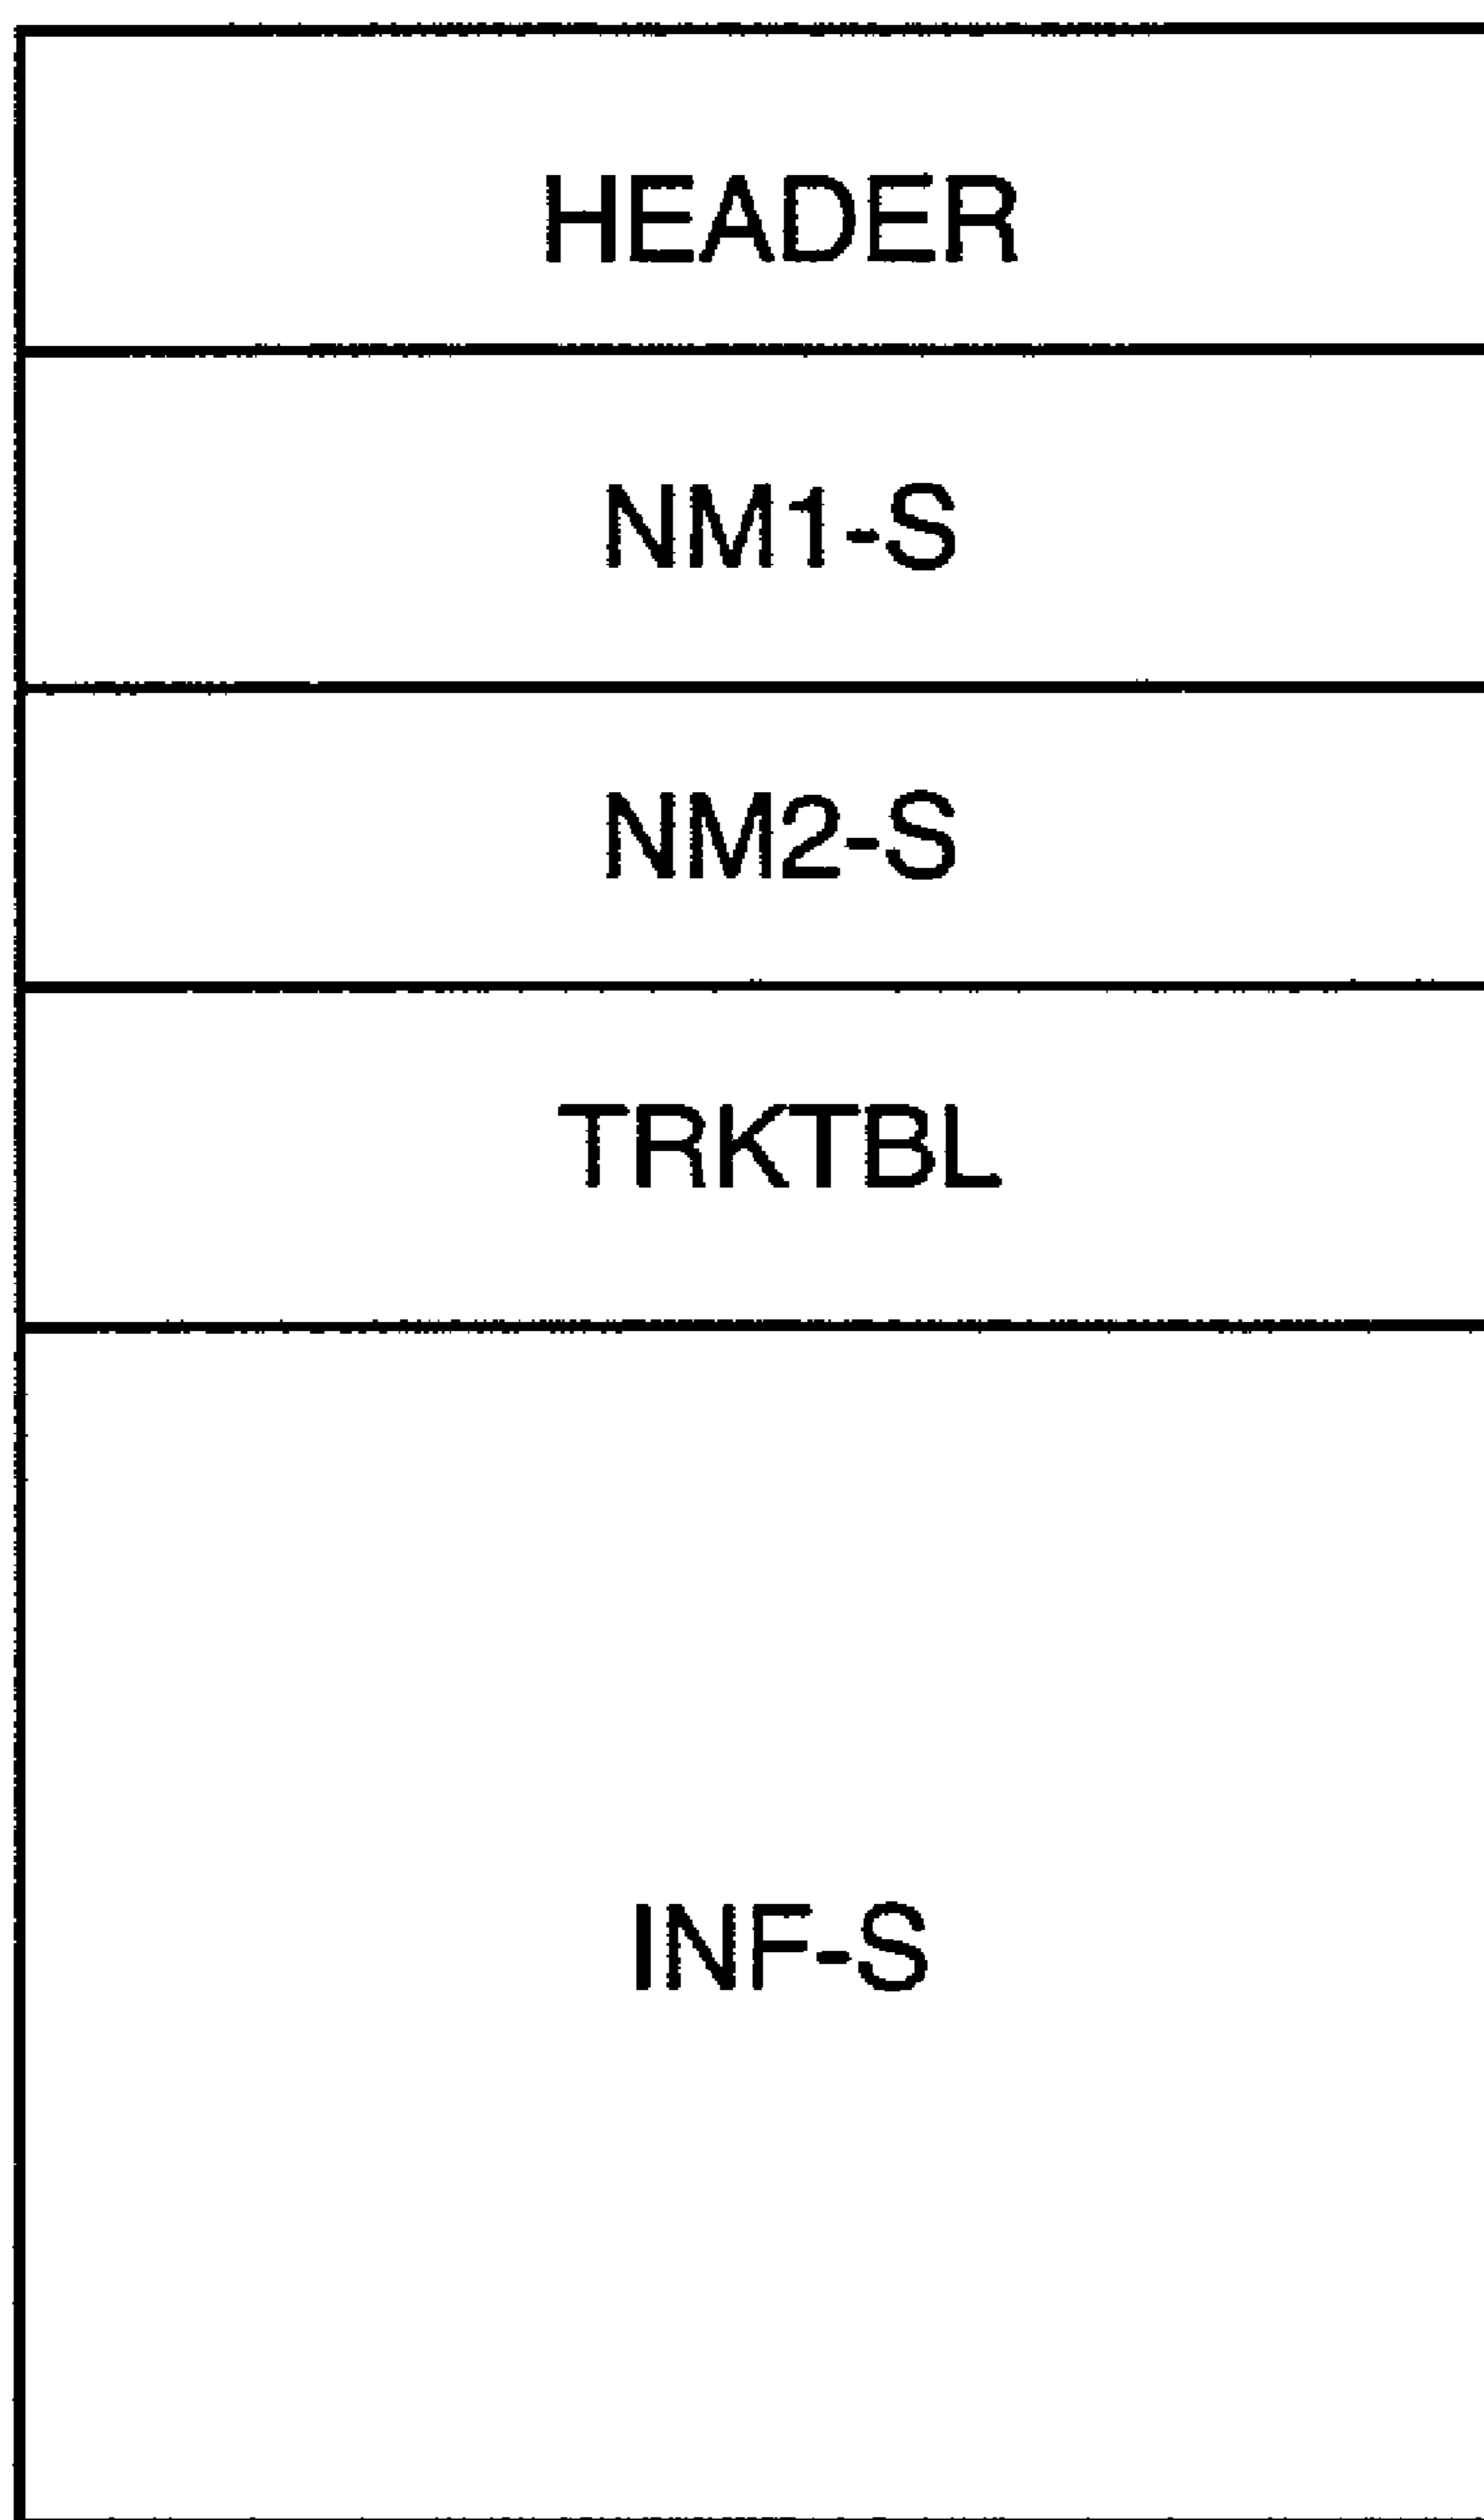 HEADER
NM1-S
NM2-S
TRKTBL
INF-S